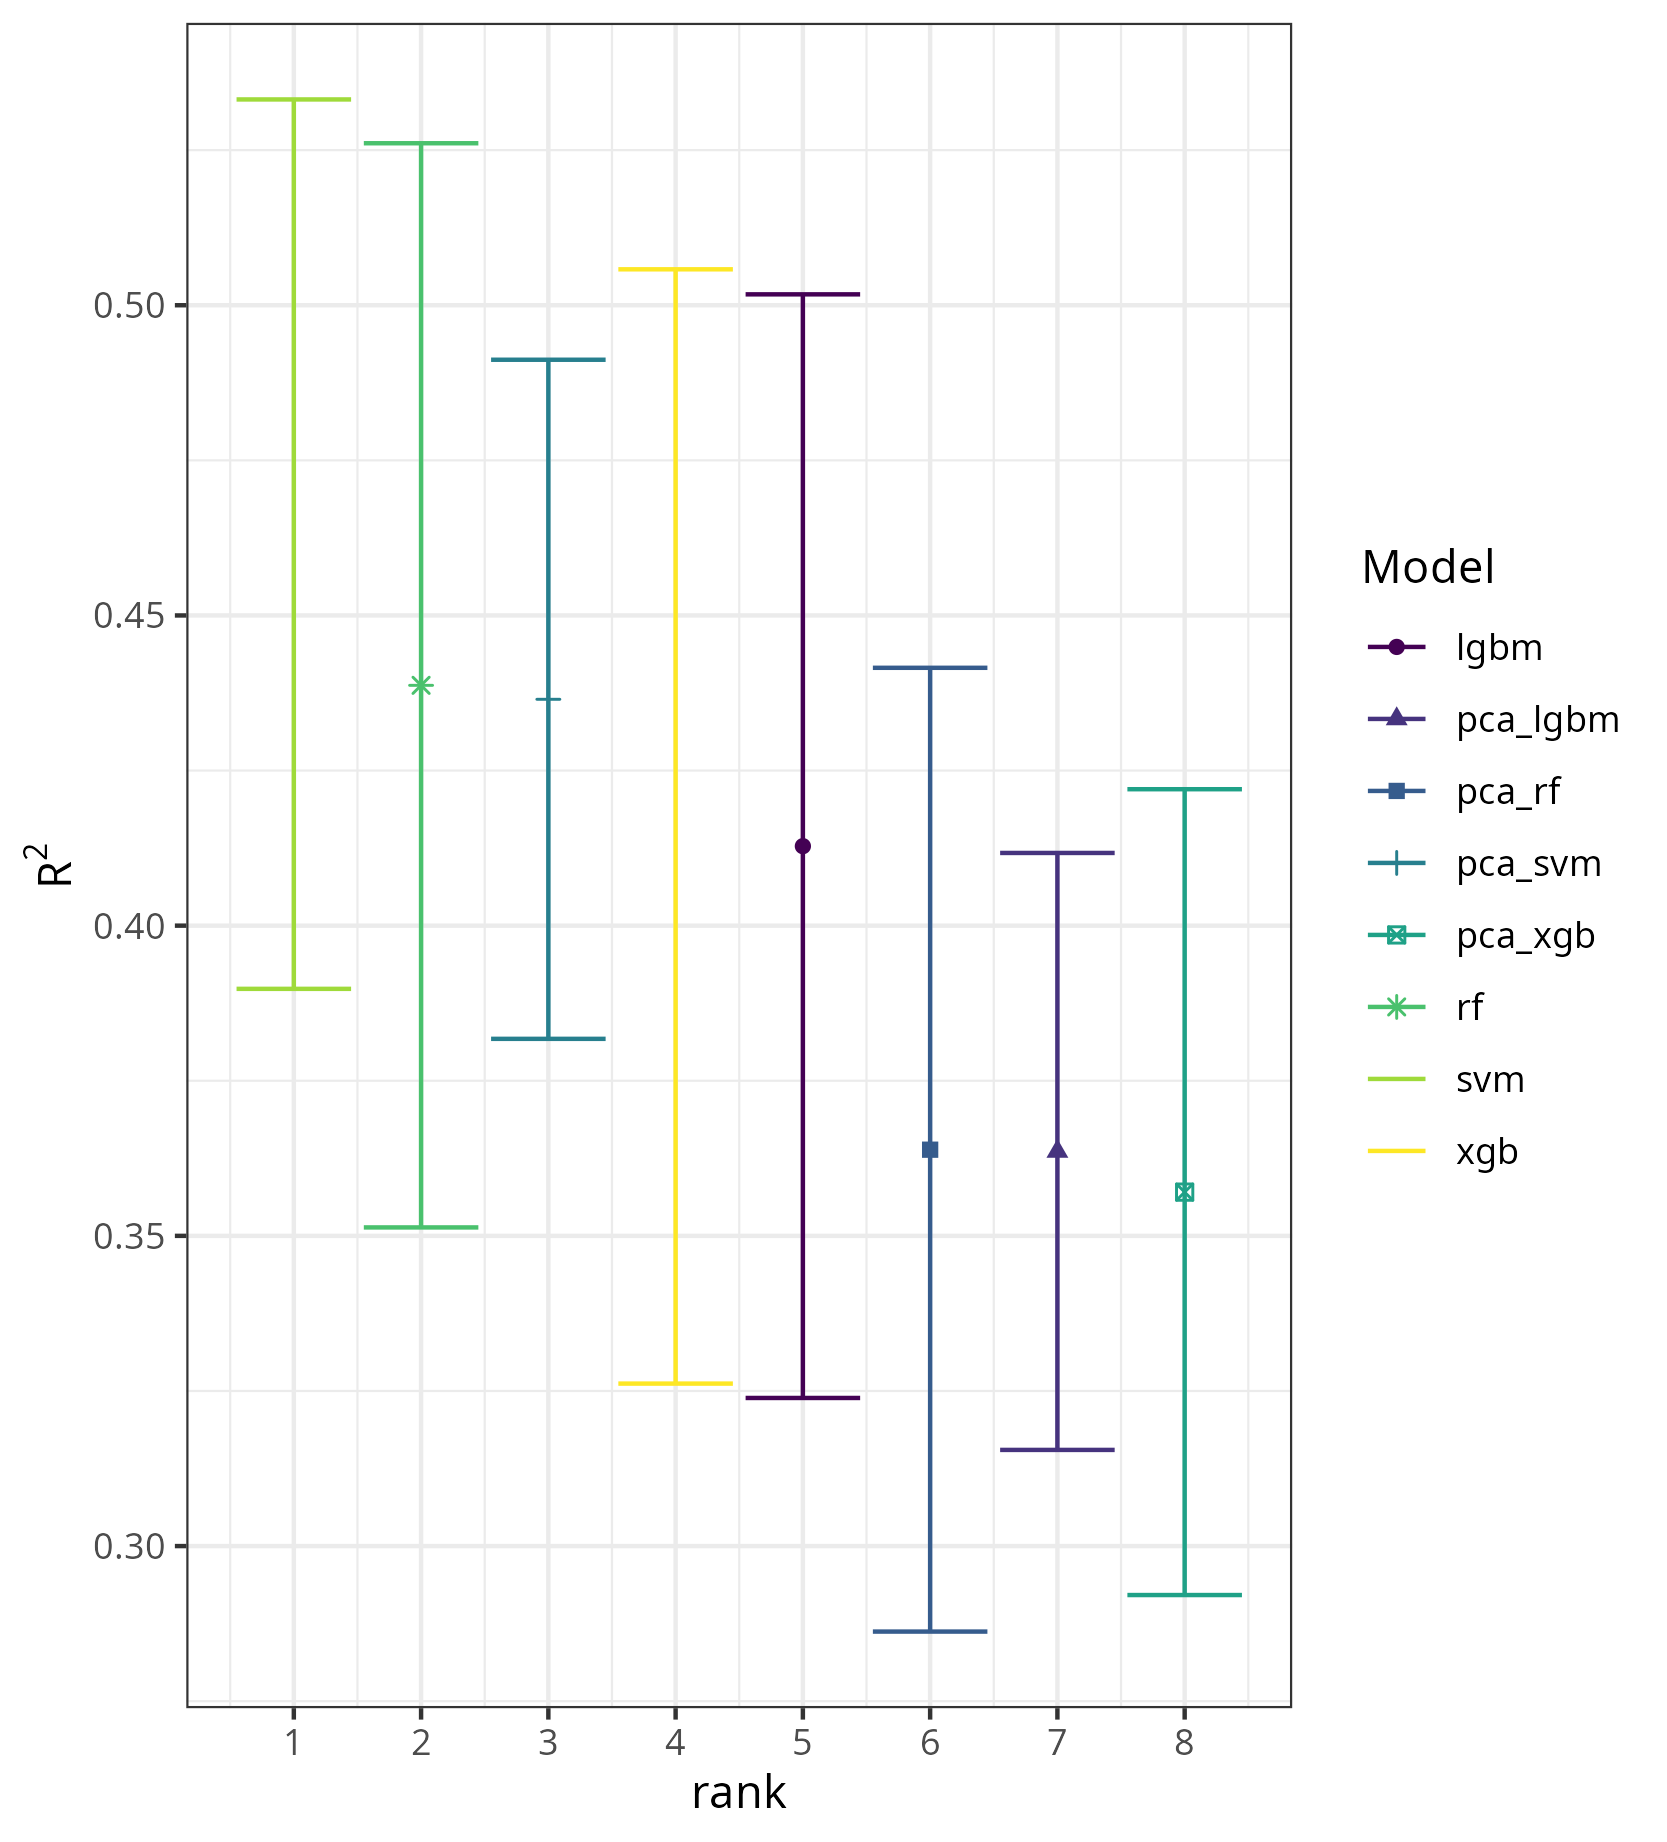 0.50
0.45
0.40
0.35
0.30
R²
1 2 3 4 5 6 7 8
rank
Model
lgbm
pca_lgbm
pca_rf
pca_svm
pca_xgb
rf
svm
xgb